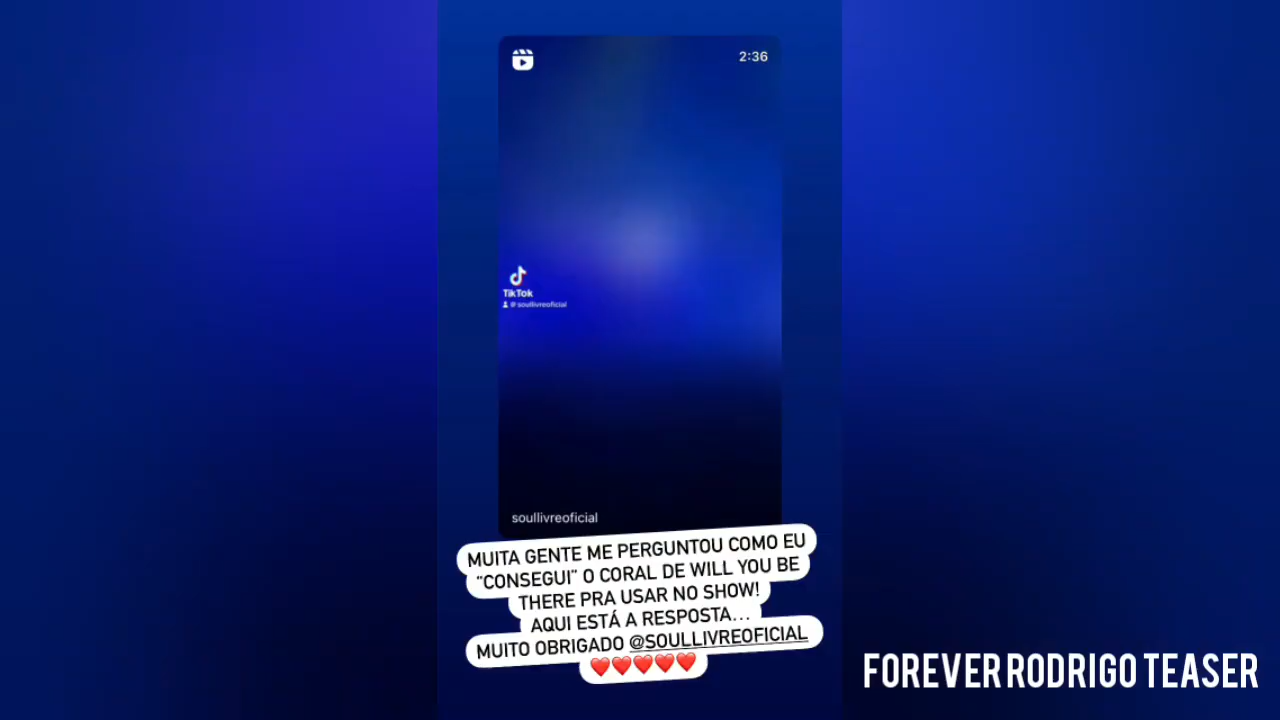 2:36
TikTok
@soullivreoficial
soullivreoficial
MUITA GENTE ME PERGUNTOU COMO EU
"CONSEGUI" O CORAL DE WILL YOU BE
THERE PRA USAR NO SHOW!
AQUI ESTÁ A RESPOSTA...
MUITO OBRIGADO @SOULLIVREOFICIAL
❤️❤️❤️❤️❤️
FOREVER RODRIGO TEASER